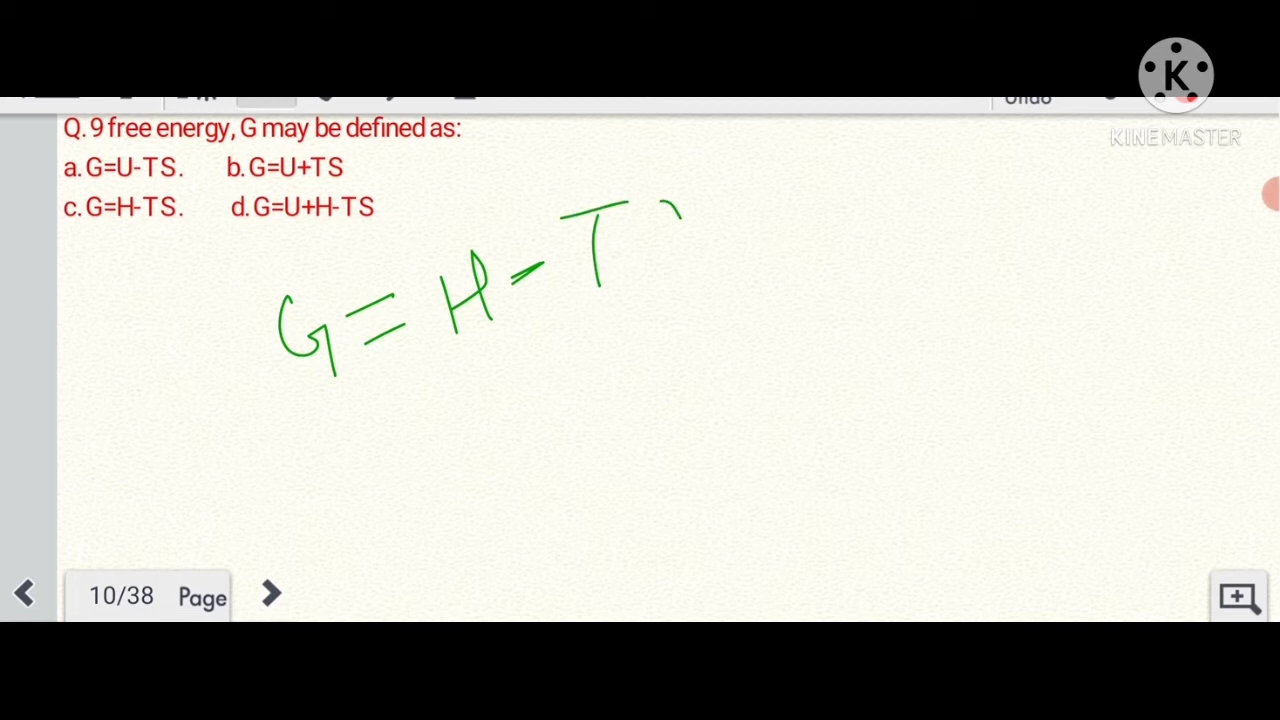 K
KINEMASTER
Undo
Q. 9 free energy, G may be defined as:
a. G=U-TS. b. G=U+TS
c. G=H-TS. d. G=U+H-TS
G = H - T
10/38 Page